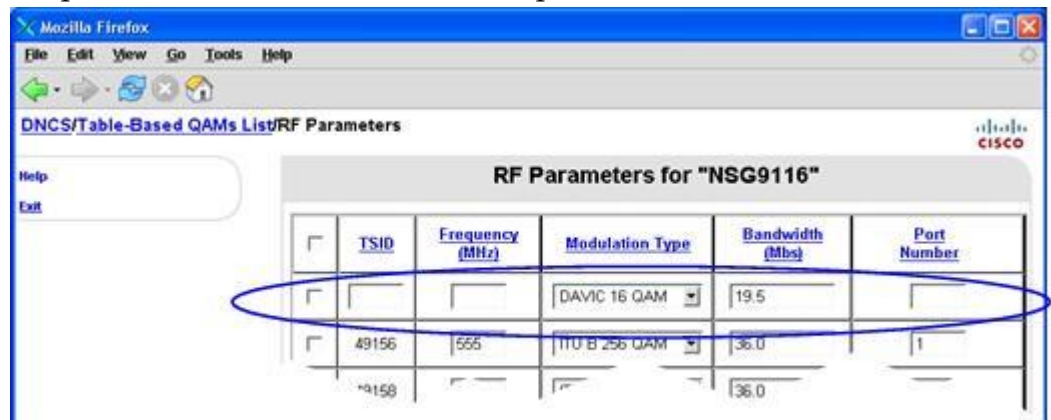 Mozilla Firefox
File Edit View Go Tools Help
DNCS/Table-Based QAMs List/RF Parameters
CISCO
Help
Exit
RF Parameters for "NSG9116"
TSID Frequency (MHz) Modulation Type Bandwidth (Mbs) Port Number
DAVIC 16 QAM 19.5
49156 555 ITU B 256 QAM 36.0 1
36.0